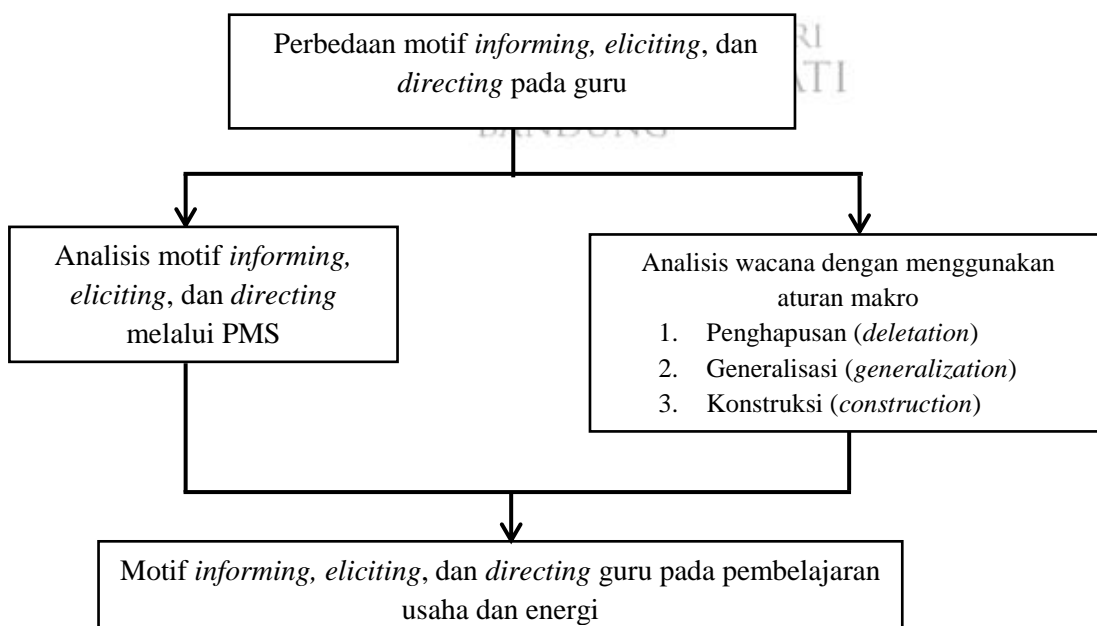 Perbedaan motif informing, eliciting, dan
directing pada guru
BANDUNG
Analisis motif informing,
eliciting, dan directing
melalui PMS
Analisis wacana dengan menggunakan
aturan makro
1. Penghapusan (deletation)
2. Generalisasi (generalization)
3. Konstruksi (construction)
Motif informing, eliciting, dan directing guru pada pembelajaran
usaha dan energi